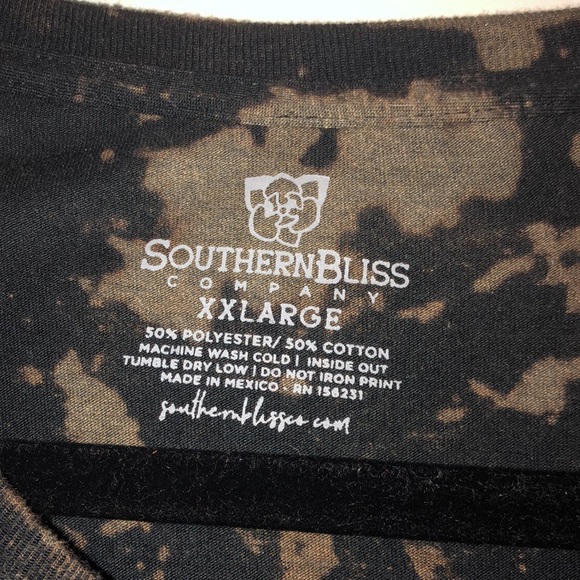 SOUTHERNBLISS
COMPANY
XXLARGE
50% POLYESTER/ 50% COTTON
MACHINE WASH COLD | INSIDE OUT
TUMBLE DRY LOW | DO NOT IRON PRINT
MADE IN MEXICO - RN 156231
southernblissco.com